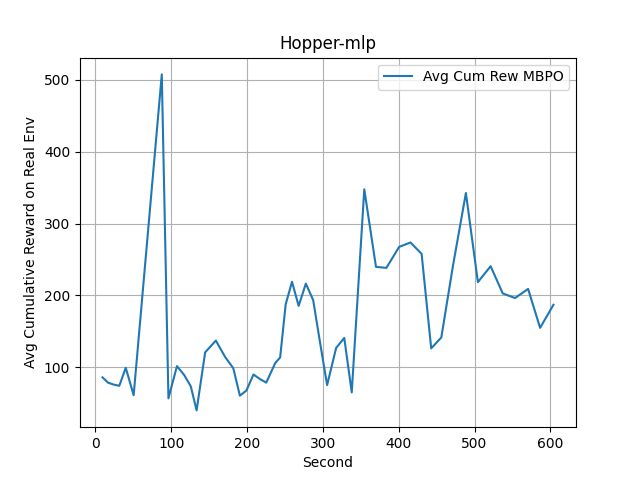 Hopper-mlp
Avg Cum Rew MBPO
Avg Cumulative Reward on Real Env
500
400
300
200
100
0 100 200 300 400 500 600
Second